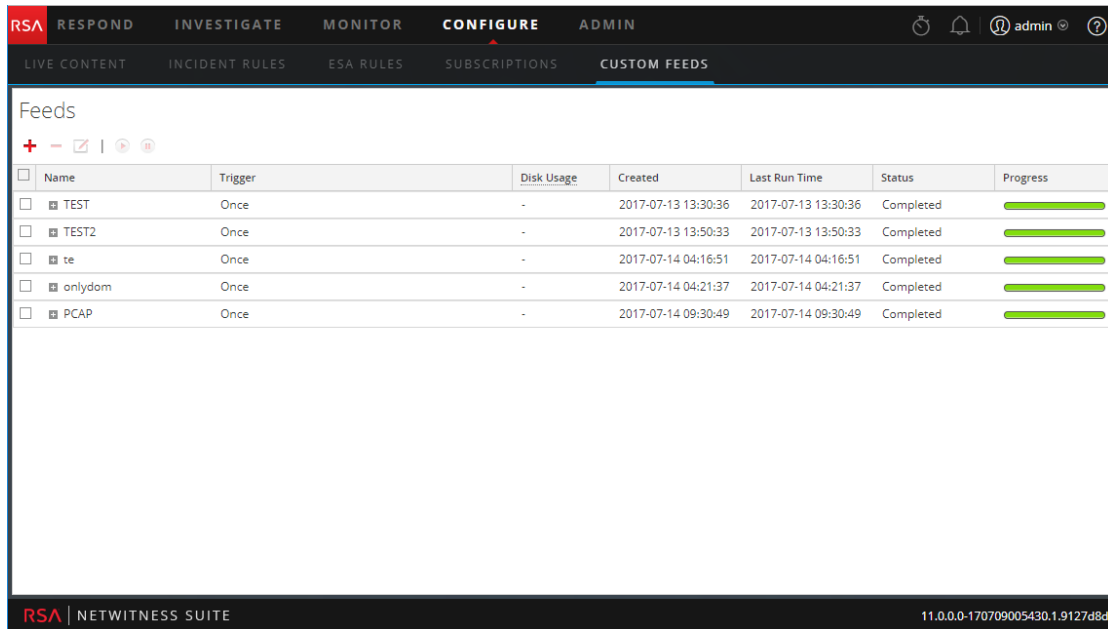 RSA RESPOND INVESTIGATE MONITOR CONFIGURE ADMIN admin ?
LIVE CONTENT INCIDENT RULES ESA RULES SUBSCRIPTIONS CUSTOM FEEDS
Feeds
Name Trigger Disk Usage Created Last Run Time Status Progress
TEST Once - 2017-07-13 13:30:36 2017-07-13 13:30:36 Completed
TEST2 Once - 2017-07-13 13:50:33 2017-07-13 13:50:33 Completed
te Once - 2017-07-14 04:16:51 2017-07-14 04:16:51 Completed
onlydom Once - 2017-07-14 04:21:37 2017-07-14 04:21:37 Completed
PCAP Once - 2017-07-14 09:30:49 2017-07-14 09:30:49 Completed
RSA NETWITNESS SUITE 11.0.0.0-170709005430.1.9127d8d